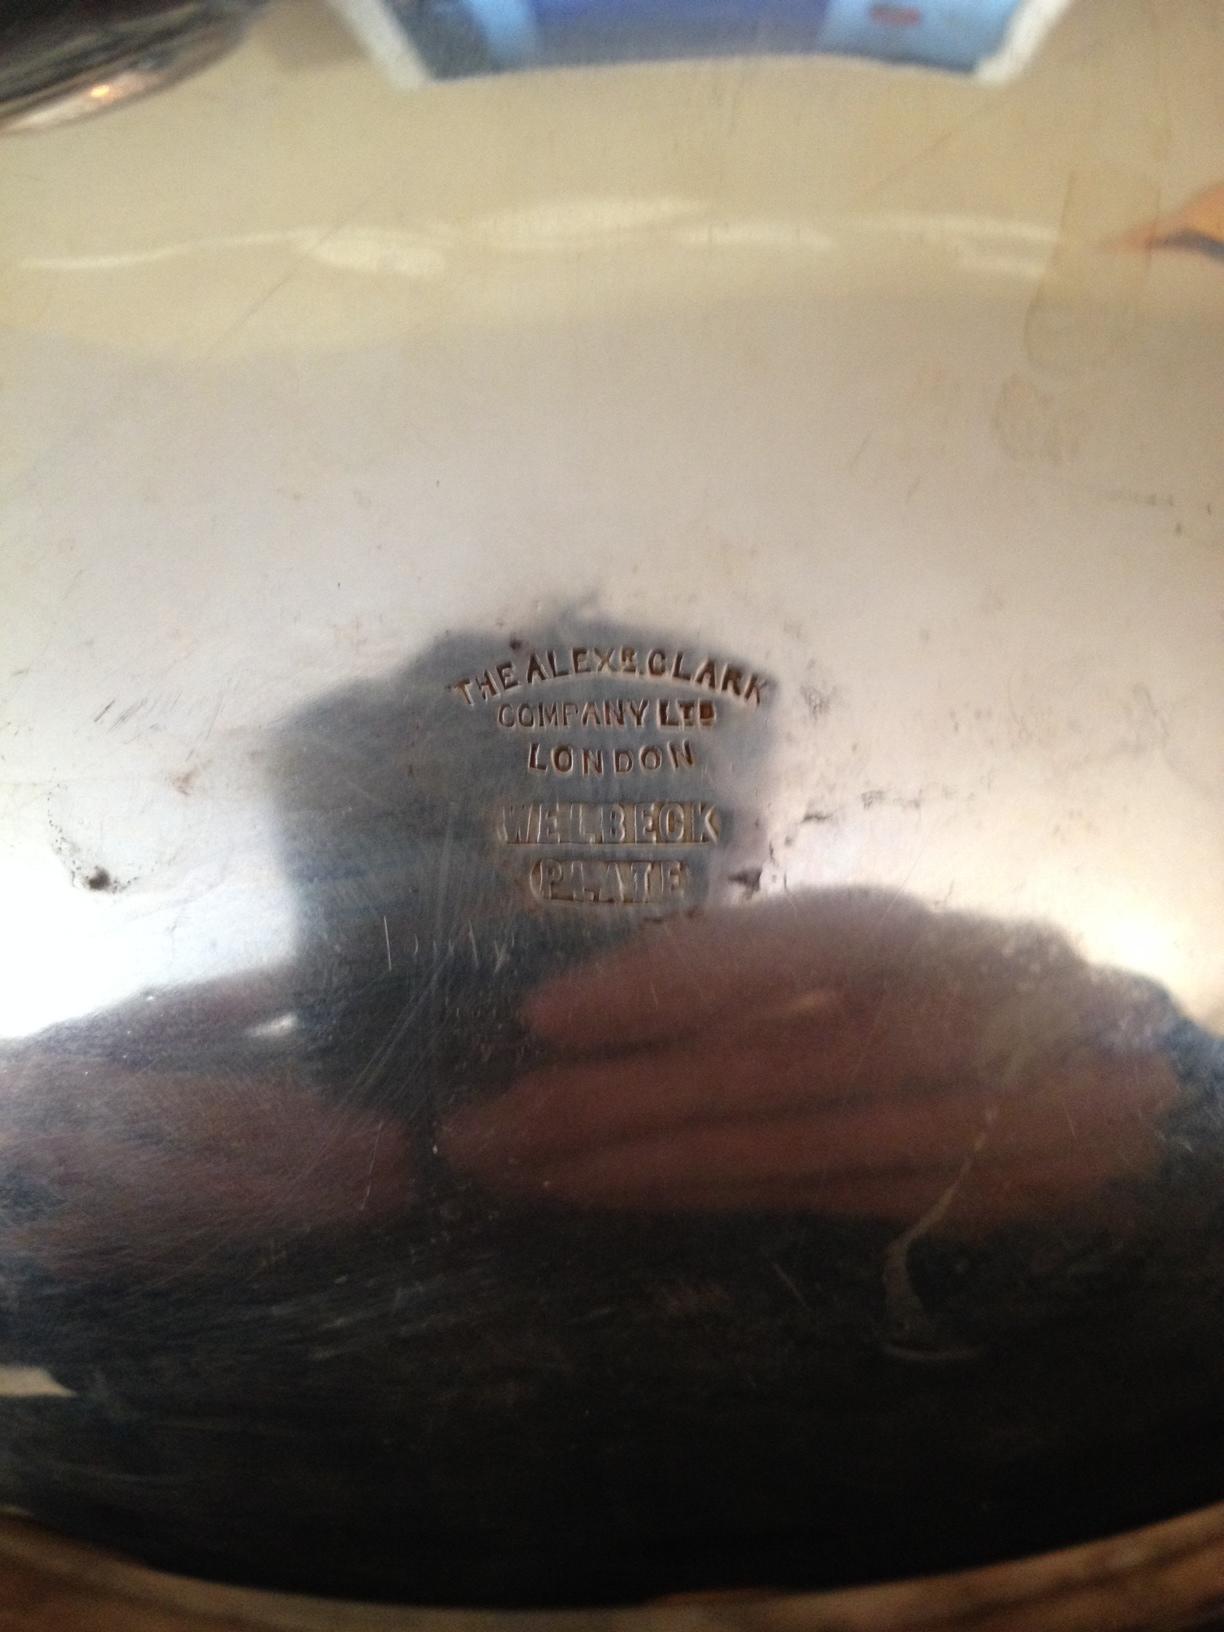 THE ALEXR. CLARK
COMPANY LTD
LONDON
WELBECK
PLATE